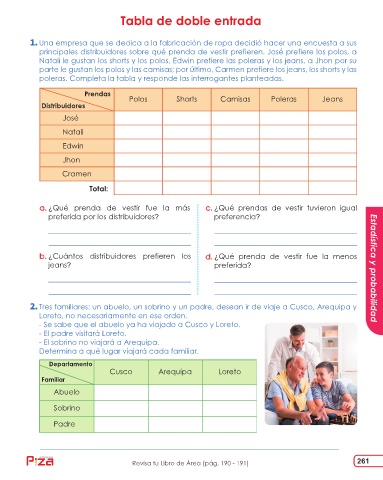 Tabla de doble entrada
1. Una empresa que se dedica a la fabricación de ropa decidió hacer una encuesta a sus
principales distribuidores sobre qué prenda de vestir prefieren. José prefiere los polos, a
Natali le gustan los shorts y los polos, Edwin prefiere las poleras y los jeans, a Jhon por su
parte le gustan los polos y las camisas; por último, Carmen prefiere los jeans, los shorts y las
poleras. Completa la tabla y responde las interrogantes planteadas.
Prendas
Distribuidores
Polos Shorts Camisas Poleras Jeans
José
Natali
Edwin
Jhon
Cramen
Total:
a. ¿Qué prenda de vestir fue la más
preferida por los distribuidores?
c. ¿Qué prendas de vestir tuvieron igual
preferencia?
b. ¿Cuántos distribuidores prefieren los
jeans?
d. ¿Qué prenda de vestir fue la menos
preferida?
Estadística y probabilidad
2. Tres familiares: un abuelo, un sobrino y un padre, desean ir de viaje a Cusco, Arequipa y
Loreto, no necesariamente en ese orden.
- Se sabe que el abuelo ya ha viajado a Cusco y Loreto.
- El padre visitará Loreto.
- El sobrino no viajará a Arequipa.
Determina a qué lugar viajará cada familiar.
Departamento
Familiar
Cusco Arequipa Loreto
Abuelo
Sobrino
Padre
Revisa tu Libro de Área (pág. 190 - 191)
261